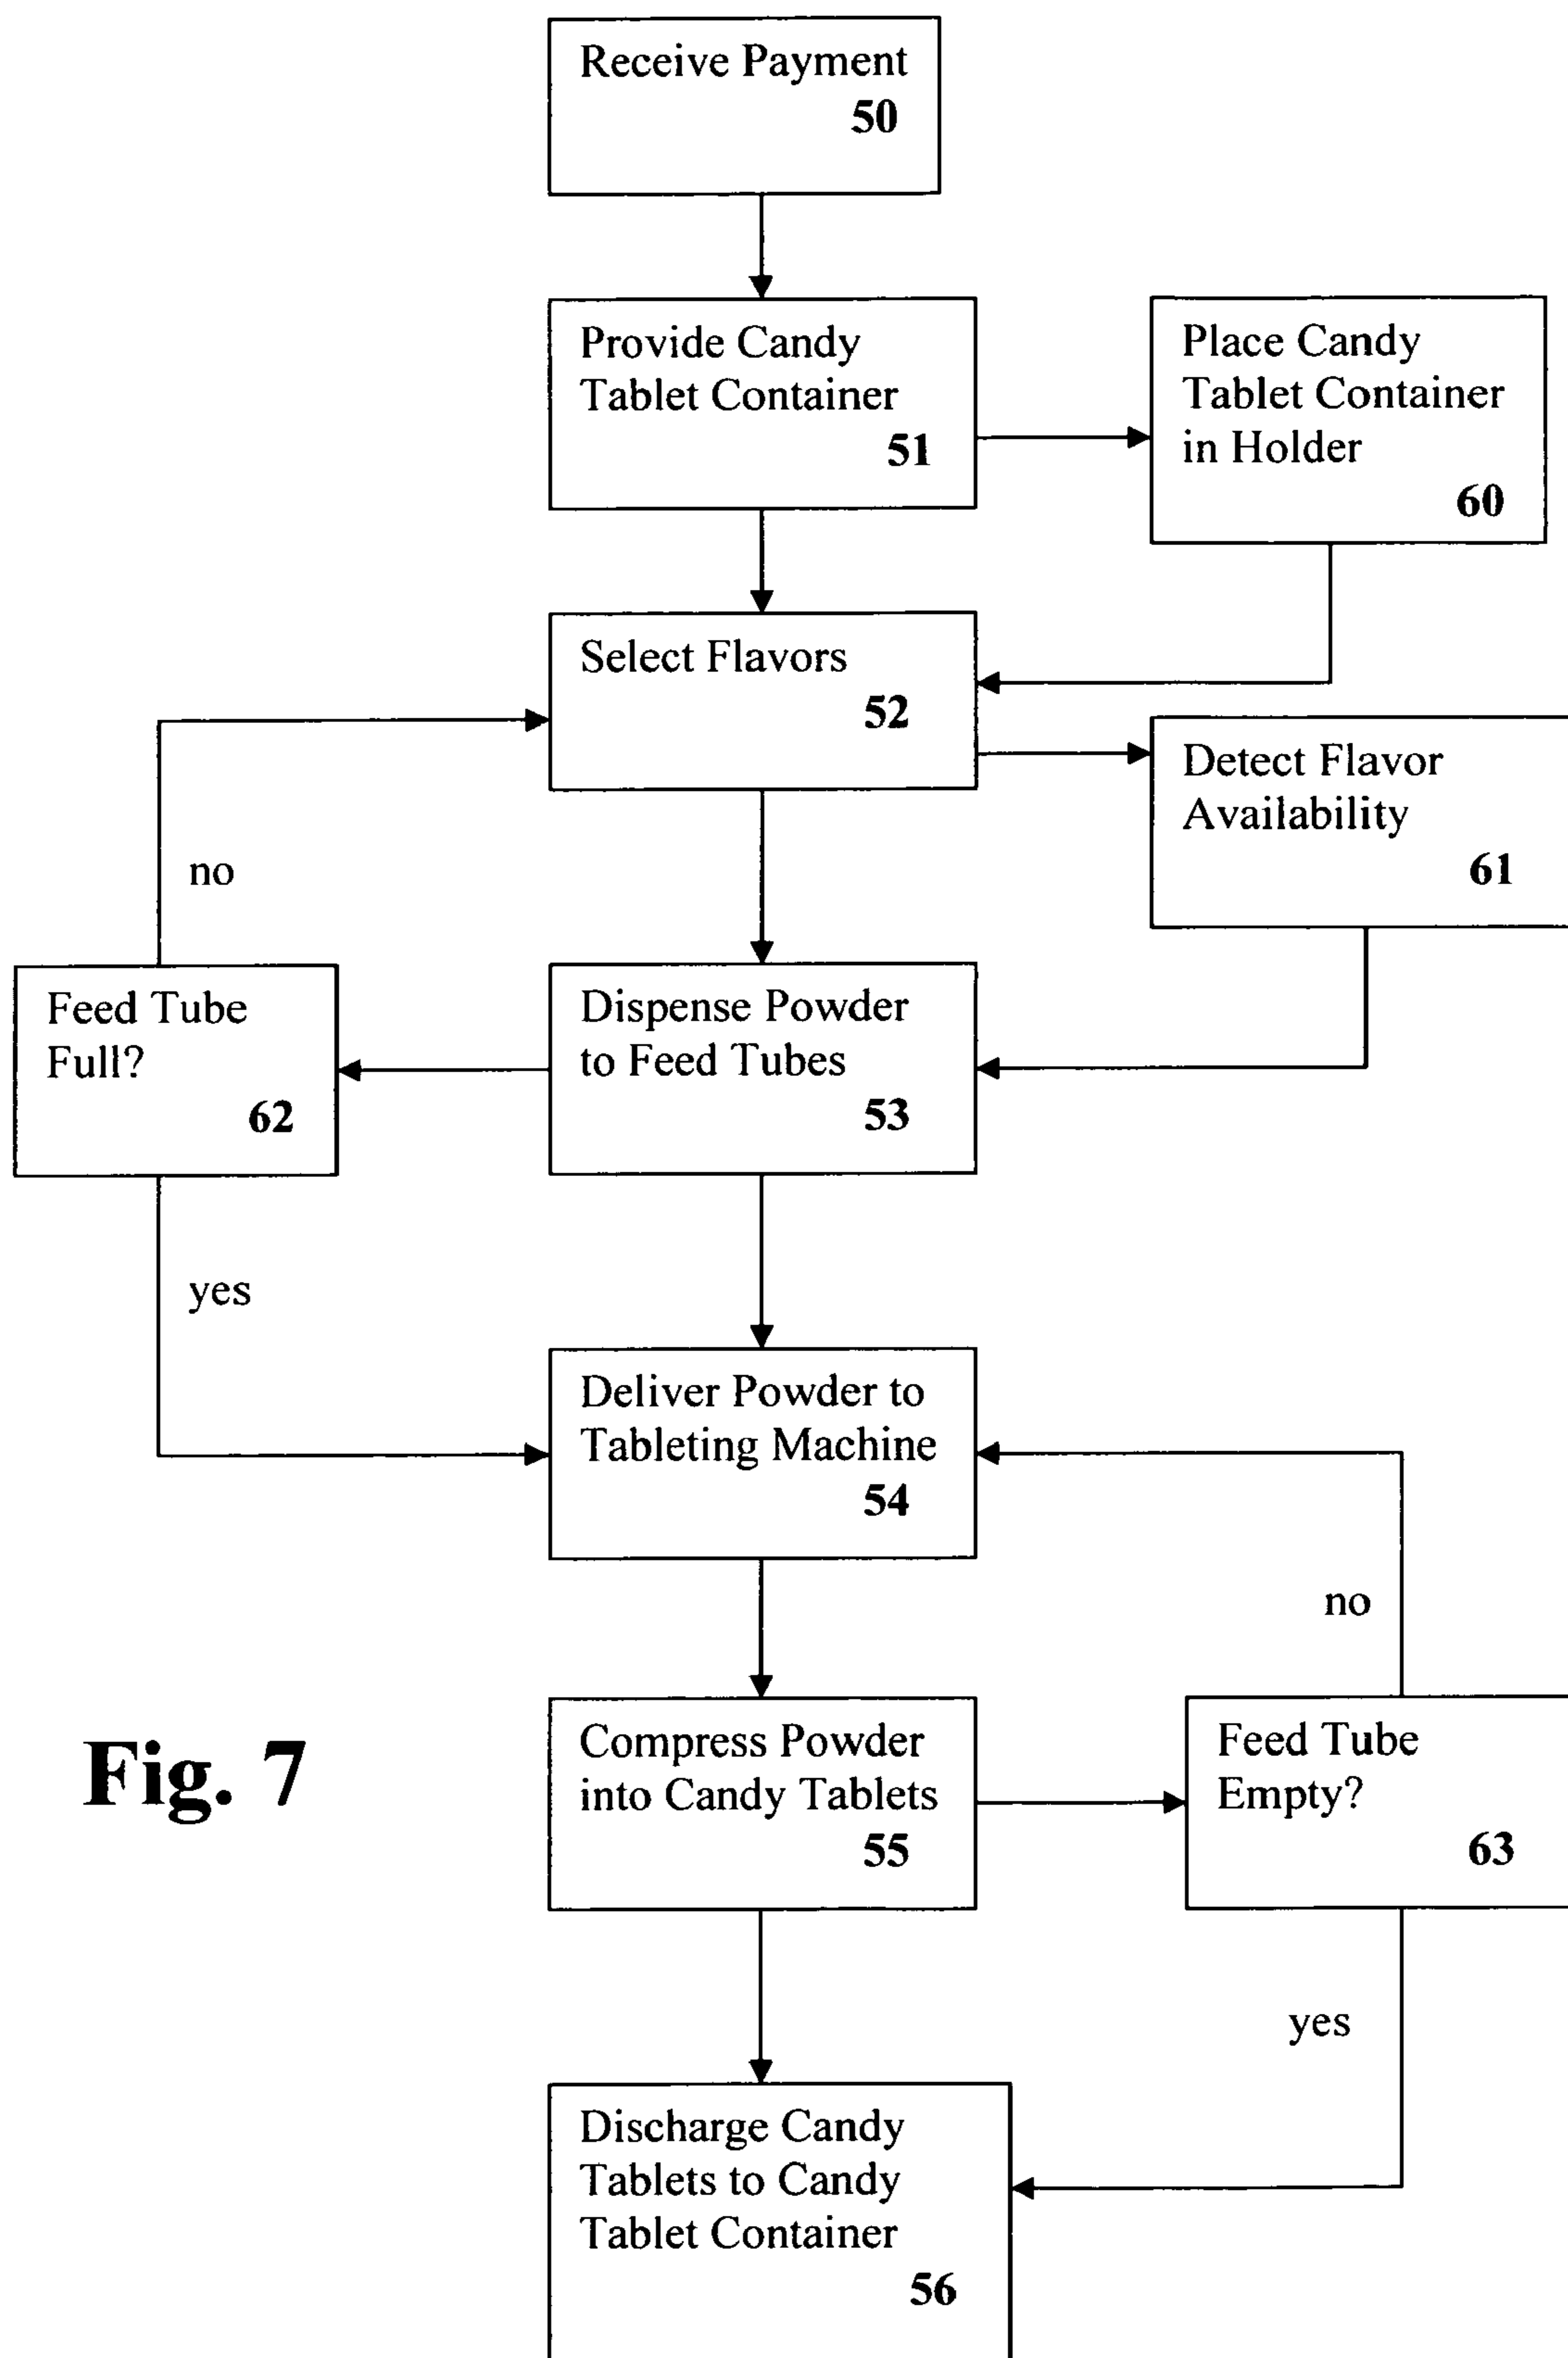 Receive Payment
50
Provide Candy
Tablet Container
51
Place Candy
Tablet Container
in Holder
60
Select Flavors
52
Detect Flavor
Availability
61
no
Feed Tube
Full?
62
Dispense Powder
to Feed Tubes
53
yes
Deliver Powder to
Tableting Machine
54
no
Fig. 7
Compress Powder
into Candy Tablets
55
Feed Tube
Empty?
63
yes
Discharge Candy
Tablets to Candy
Tablet Container
56